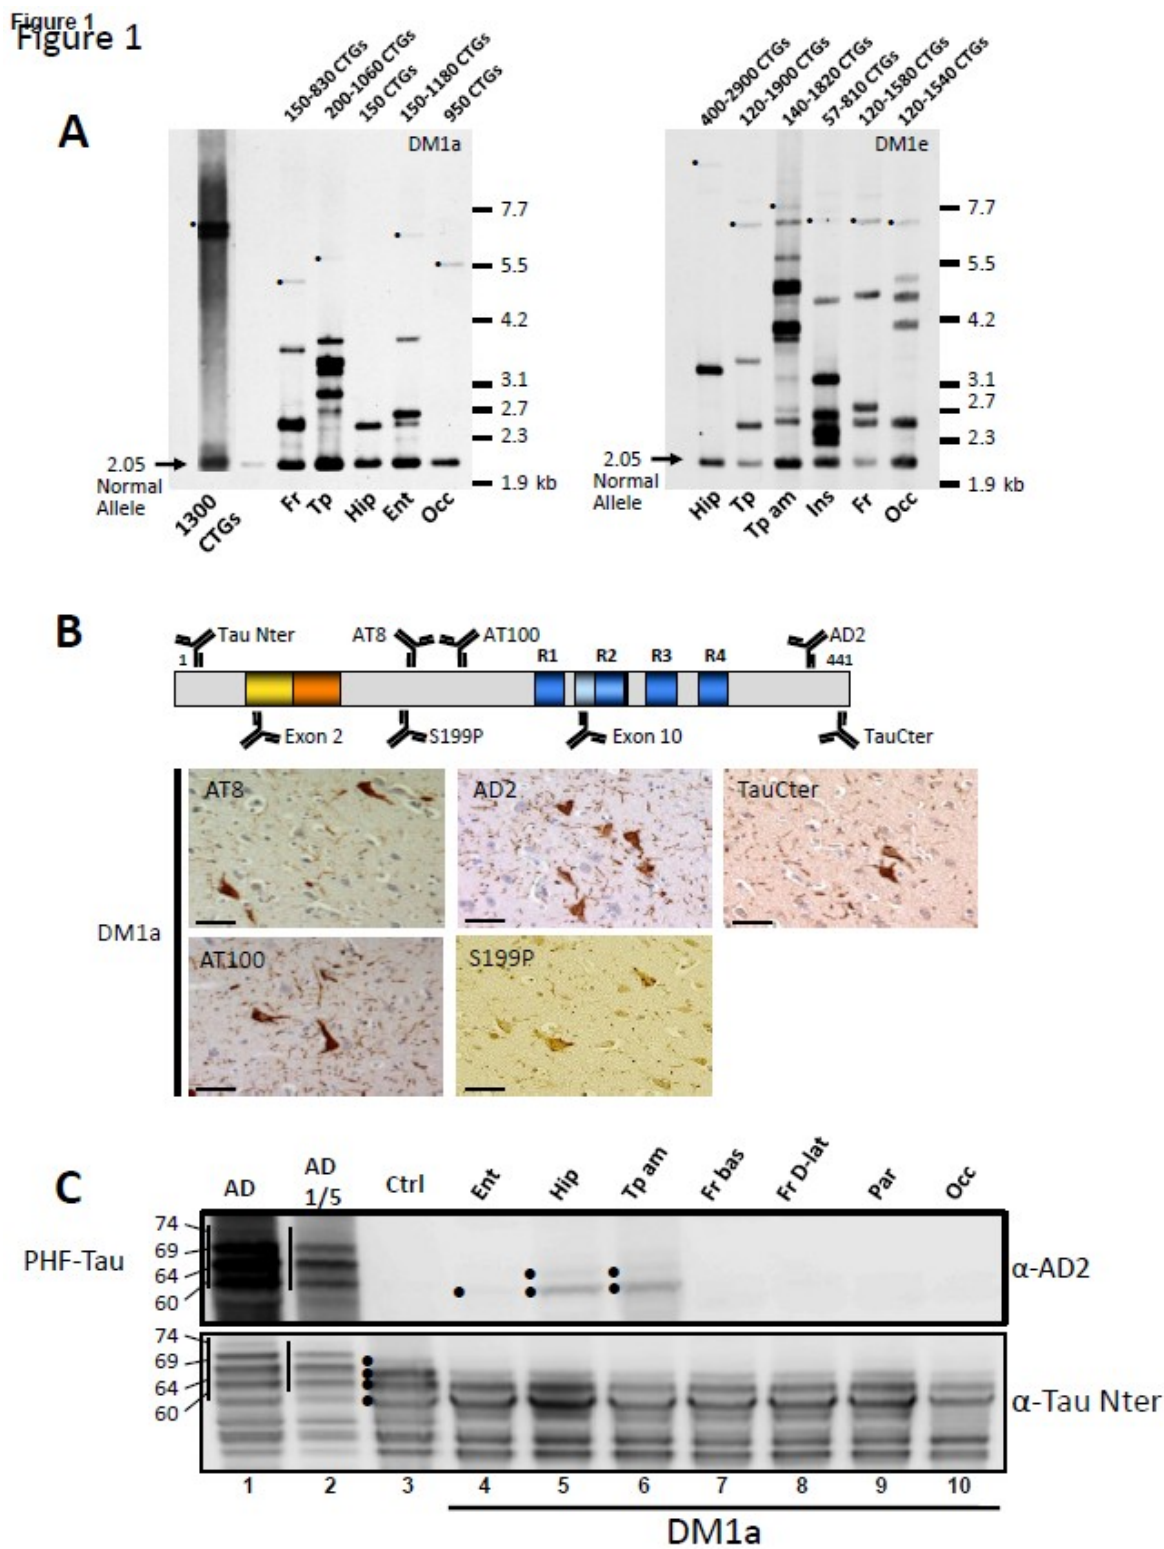 Figure 1
Figure 1
A
150-830 CTGs
200-1060 CTGs
150 CTGs
150-1180 CTGs
950 CTGs
DM1a
7.7
5.5
4.2
3.1
2.7
2.3
1.9 kb
2.05
Normal
Allele
1300
CTGs
Fr
Tp
Hip
Ent
Occ
400-2900 CTGs
120-1900 CTGs
140-1820 CTGs
57-810 CTGs
120-1580 CTGs
120-1540 CTGs
DM1e
7.7
5.5
4.2
3.1
2.7
2.3
1.9 kb
2.05
Normal
Allele
Hip
Tp
Tp am
Ins
Fr
Occ
B
Tau Nter
AT8
AT100
AD2
1
R1
R2
R3
R4
441
Exon 2
S199P
Exon 10
TauCter
DM1a
AT8
AD2
TauCter
AT100
S199P
C
AD
AD
1/5
Ctrl
Ent
Hip
Tp am
Fr bas
Fr D-lat
Par
Occ
PHF-Tau
74
69
64
60
α-AD2
74
69
64
60
α-Tau Nter
1 2 3 4 5 6 7 8 9 10
DM1a